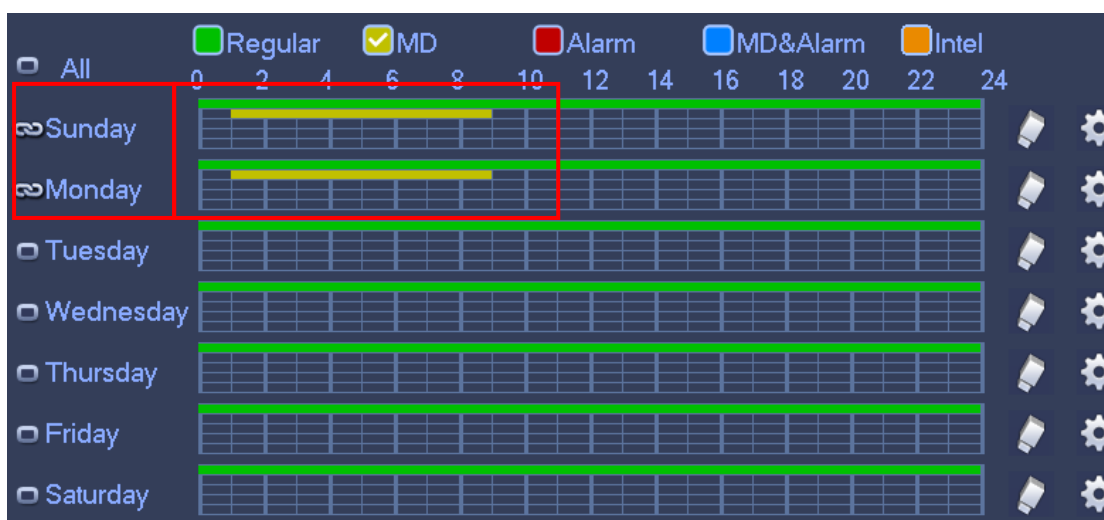 Regular MD Alarm MD&Alarm Intel
All
0 2 4 6 8 10 12 14 16 18 20 22 24
Sunday
Monday
Tuesday
Wednesday
Thursday
Friday
Saturday